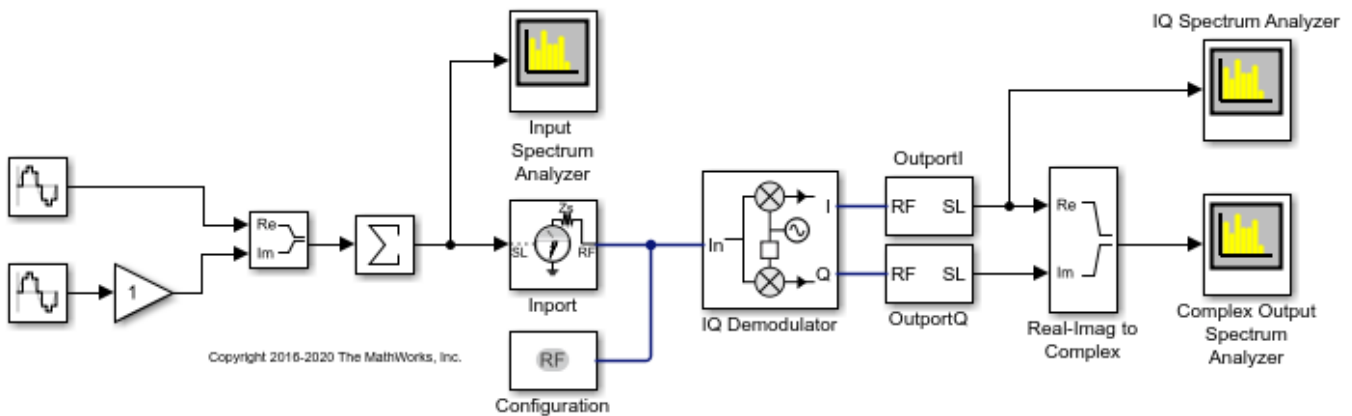 IQ Spectrum Analyzer
Input
Spectrum
Analyzer
OutportI
Re
Im
1
Zs
SL
RF
Inport
In
I
Q
IQ Demodulator
RF SL
RF SL
OutportQ
Re
Im
Real-Imag to
Complex
Complex Output
Spectrum
Analyzer
Copyright 2016-2020 The MathWorks, Inc.
RF
Configuration